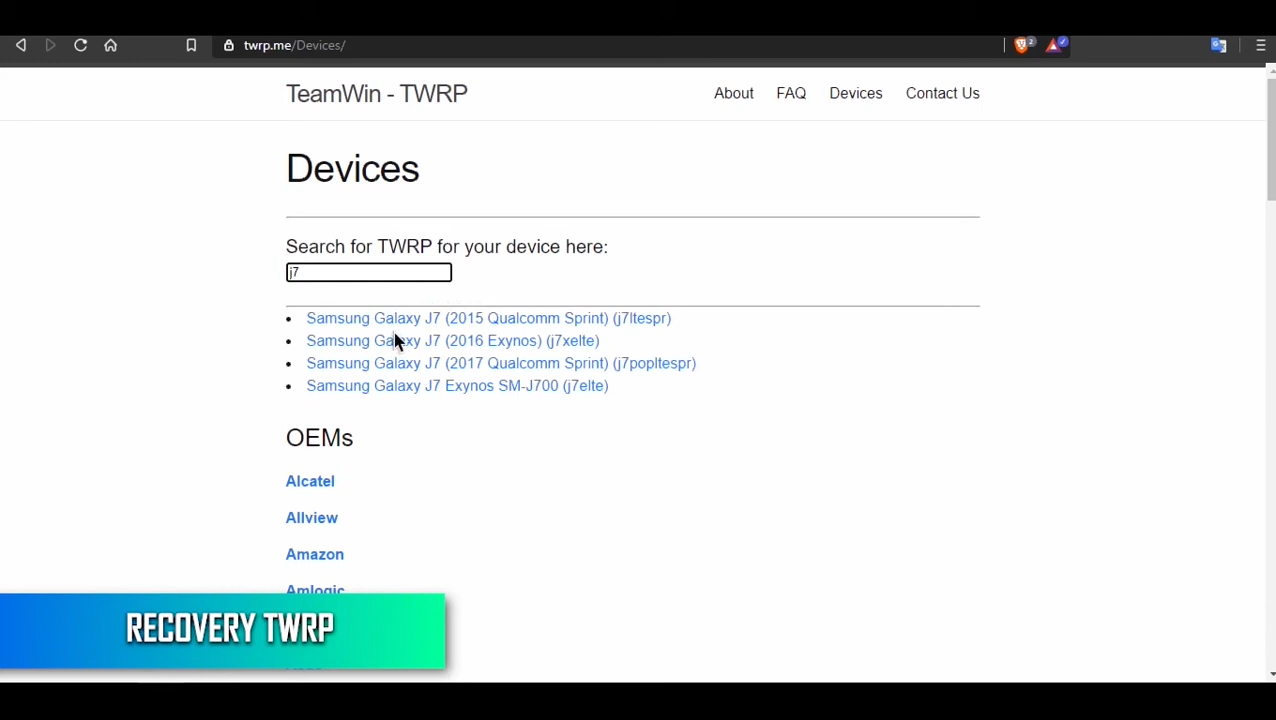 twrp.me/Devices/
2
TeamWin - TWRP
About
FAQ
Devices
Contact Us
Devices
Search for TWRP for your device here:
j7
Samsung Galaxy J7 (2015 Qualcomm Sprint) (j7ltespr)
Samsung Galaxy J7 (2016 Exynos) (j7xelte)
Samsung Galaxy J7 (2017 Qualcomm Sprint) (j7popltespr)
Samsung Galaxy J7 Exynos SM-J700 (j7elte)
OEMs
Alcatel
Allview
Amazon
Amlogic
RECOVERY TWRP